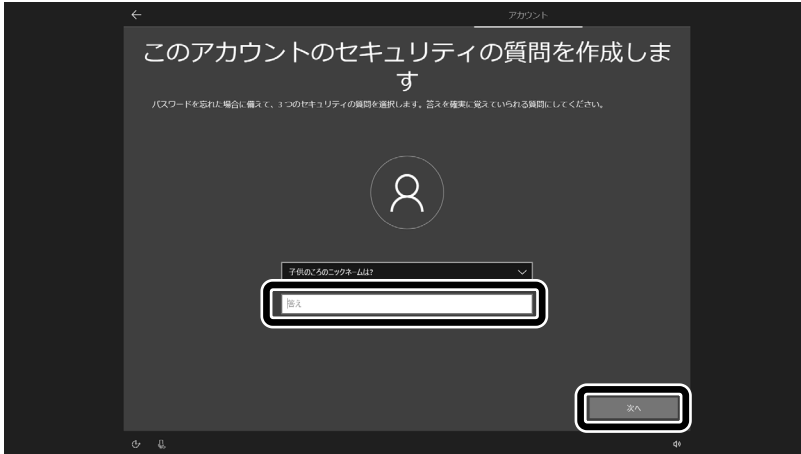 アカウント
このアカウントのセキュリティの質問を作成しま
す
パスワードを忘れた場合に備えて、3 つのセキュリティの質問を選択します。答えを確実に覚えていられる質問にしてください。
子供のころのニックネームは?
答え
次へ